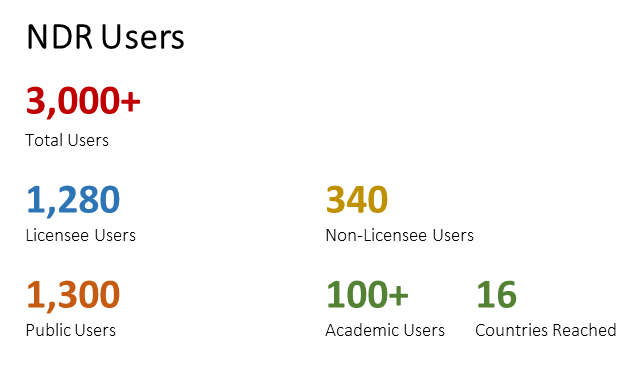 NDR Users
3,000+
Total Users
1,280
Licensee Users
340
Non-Licensee Users
1,300
Public Users
100+
Academic Users
16
Countries Reached